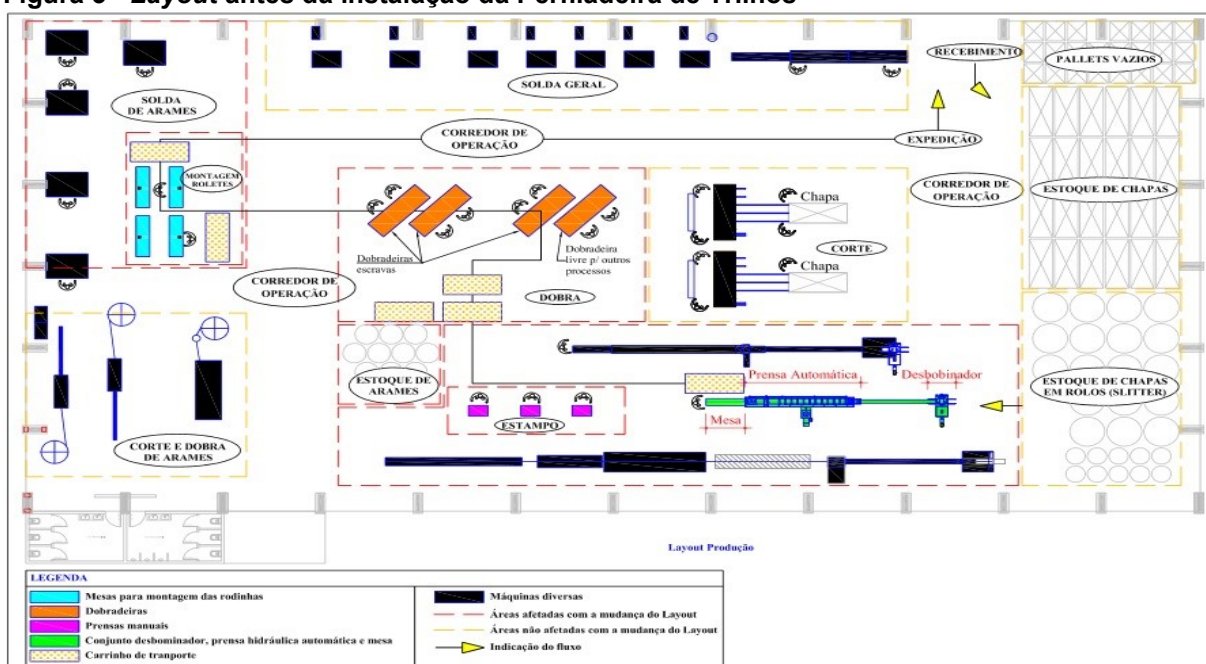 Figura 3 - Layout antes da instalação da Perfiladeira de Trilhos
RECEBIMENTO
PALLETS VAZIOS
SOLDA GERAL
SOLDA
DE ARAMES
CORREDOR DE
OPERAÇÃO
EXPEDIÇÃO
MONTAGEM
ROLETES
CORREDOR DE
OPERAÇÃO
ESTOQUE DE CHAPAS
Chapa
CORTE
Chapa
Dobradeiras
escravas
Dobradeira
livre p/ outros
processos
CORREDOR DE
OPERAÇÃO
DOBRA
ESTOQUE DE
ARAMES
Prensa Automática
Desbobinador
ESTOQUE DE CHAPAS
EM ROLOS (SLITTER)
Mesa
ESTAMPO
CORTE E DOBRA
DE ARAMES
Layout Produção
LEGENDA
Mesas para montagem das rodinhas
Dobradeiras
Prensas manuais
Conjunto desbominador, prensa hidráulica automática e mesa
Carrinho de tranporte
Máquinas diversas
Áreas afetadas com a mudança do Layout
Áreas não afetadas com a mudança do Layout
Indicação do fluxo